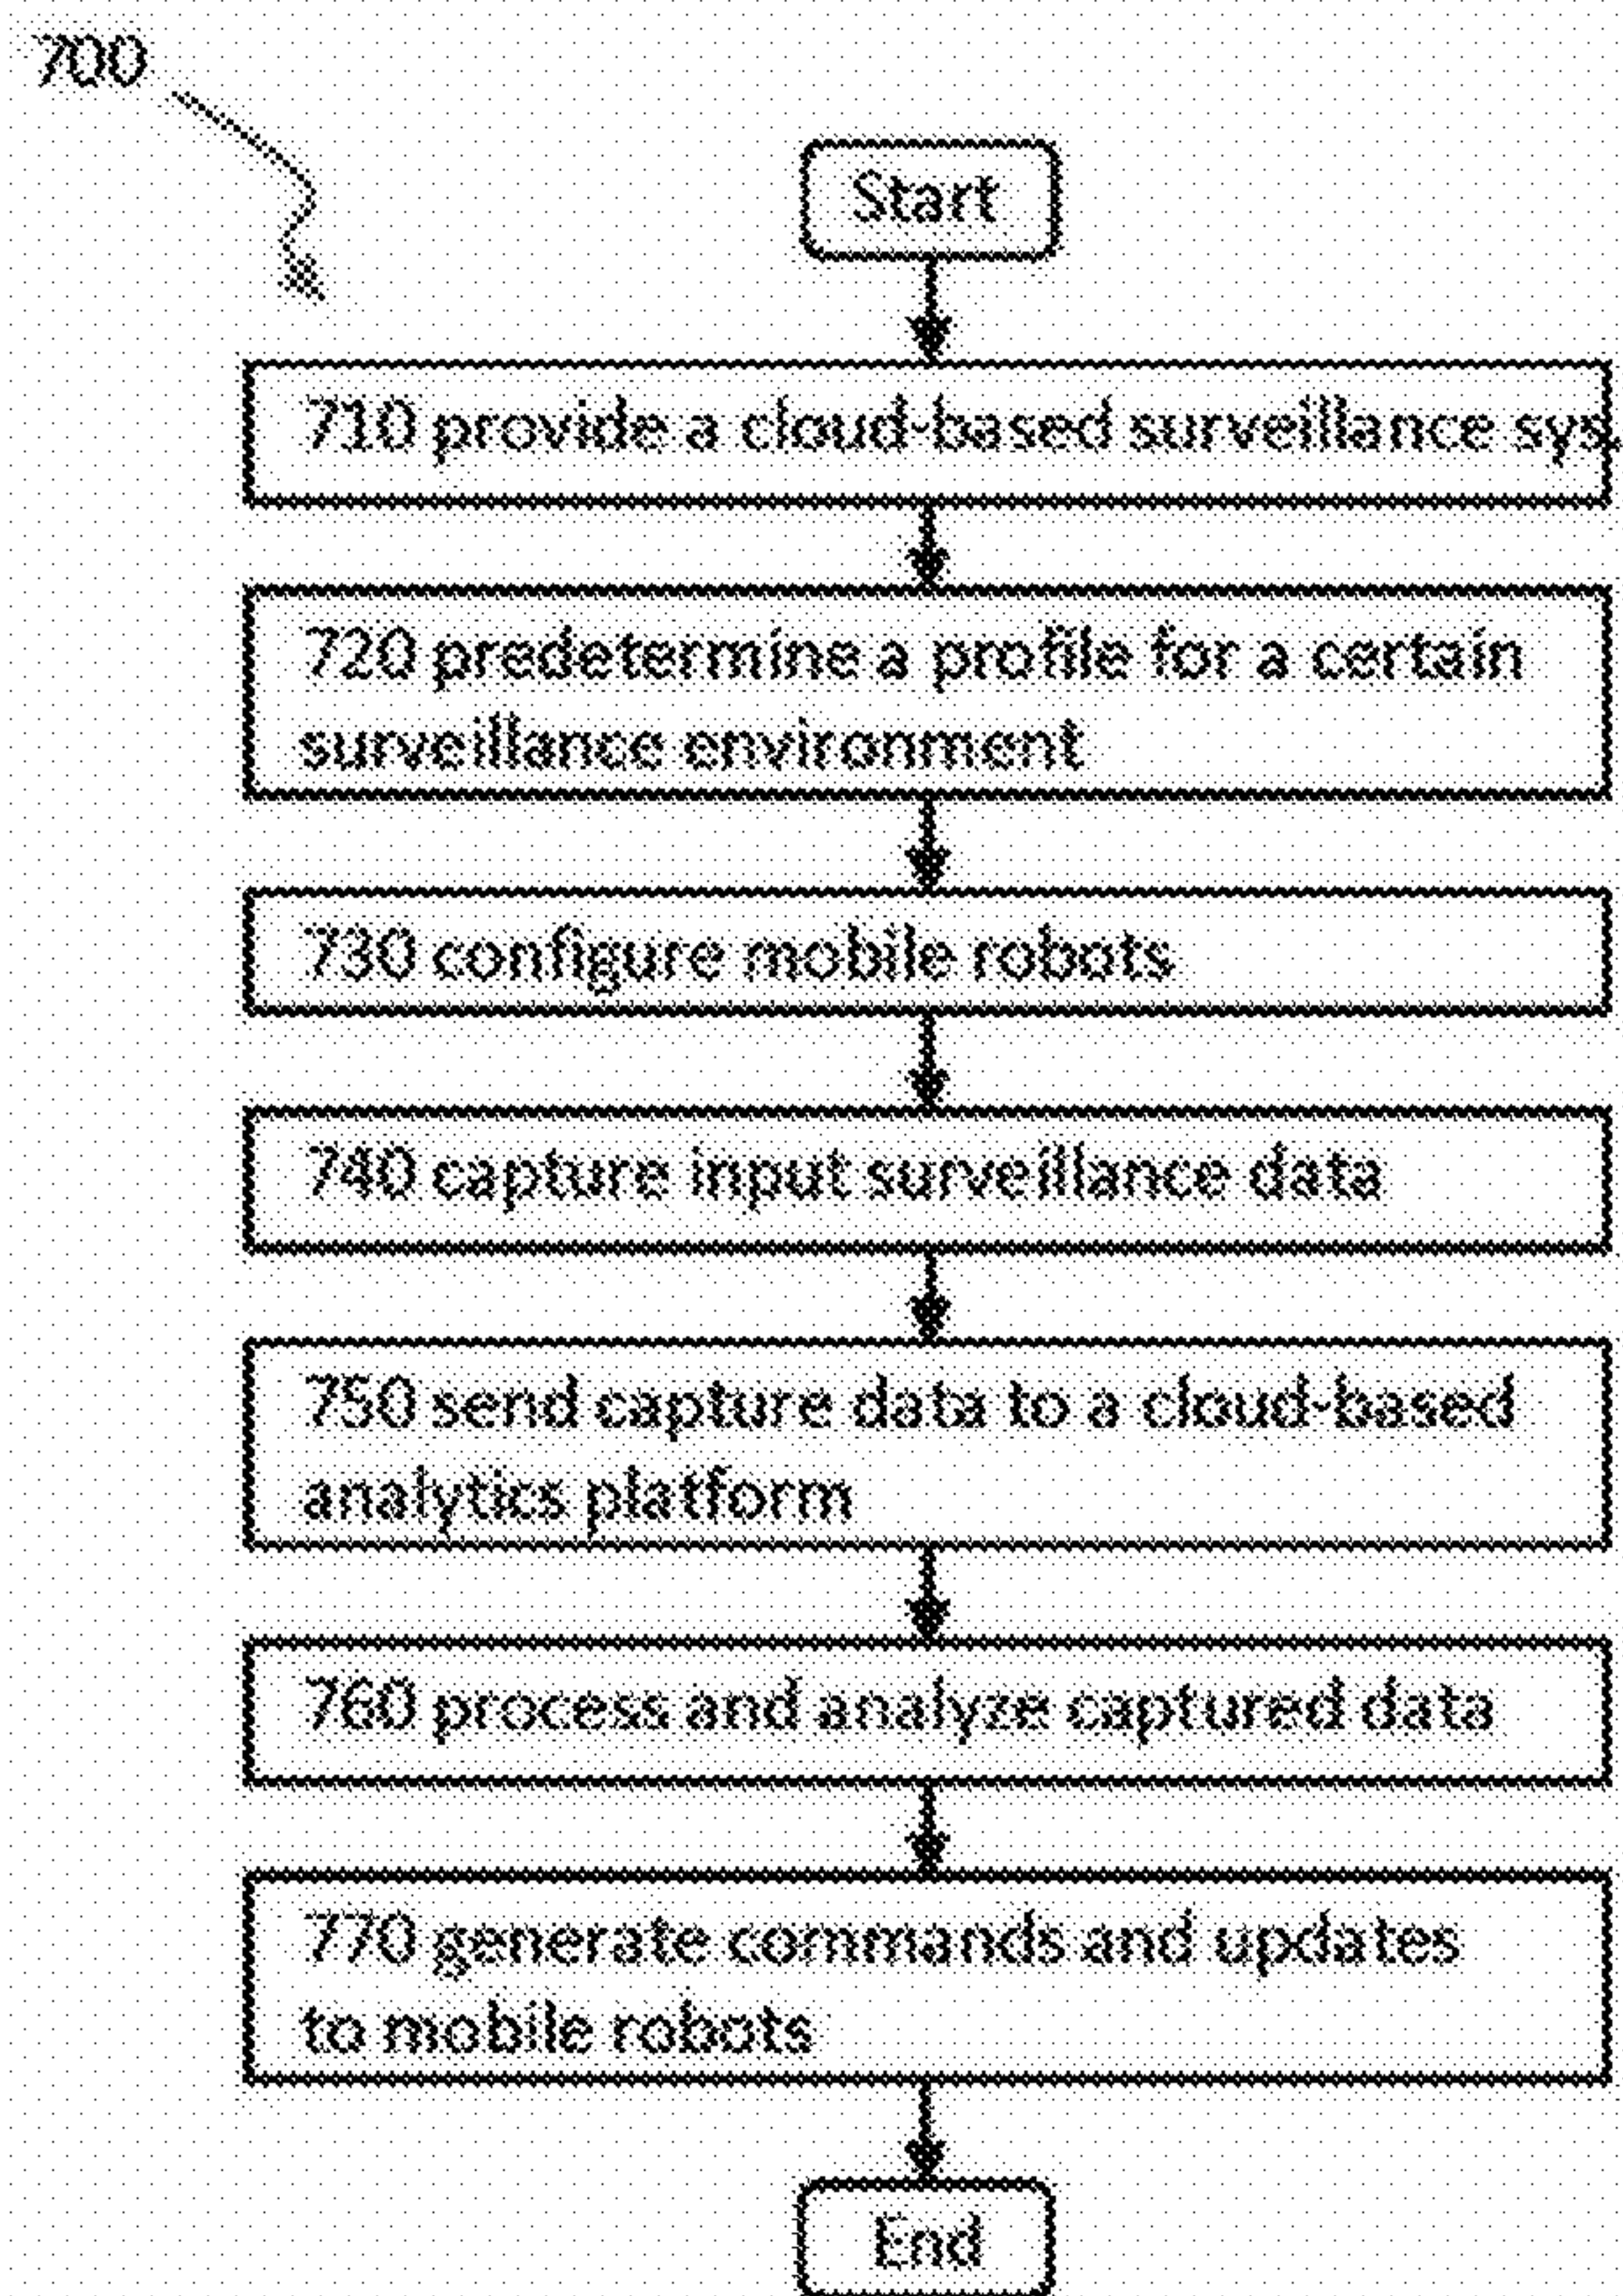 700
Start
710 provide a cloud-based surveillance sys
720 predetermine a profile for a certain
surveillance environment
730 configure mobile robots
740 capture input surveillance data
750 send capture data to a cloud-based
analytics platform
760 process and analyze captured data
770 generate commands and updates
to mobile robots
End